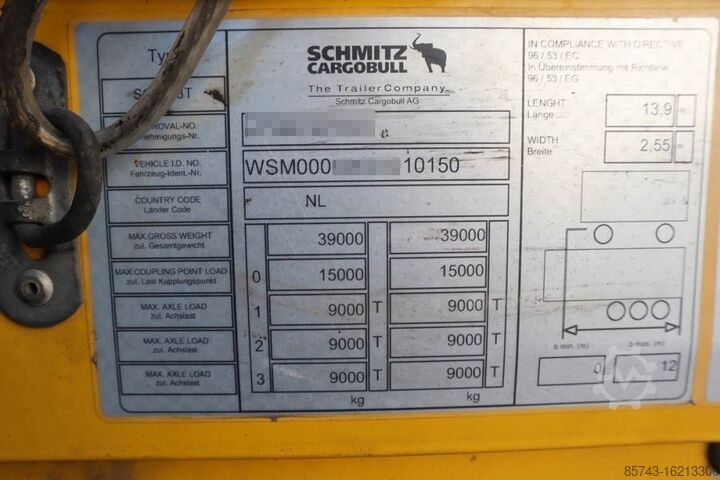 SCHMITZ
CARGOBULL
The Trailer Company
Schmitz Cargobull AG
IN COMPLIANCE WITH DIRECTIVE
96 / 53 / EC
In Übereinstimmung mit Richtlinie
96 / 53 / EG
LENGHT 13,9
Länge
WIDTH 2,55
Breite
VEHICLE I.D. NO. WSM000 10150
Fahrzeug-Ident.-Nr.
COUNTRY CODE NL
Länder Code
MAX.GROSS WEIGHT 39000 39000
zul. Gesamtgewicht
MAX.COUPLING POINT LOAD 0 15000 15000
zul. Last Kupplungspunkt
MAX. AXLE LOAD 1 9000 T 9000 T
zul. Achslast
MAX. AXLE LOAD 2 9000 T 9000 T
zul. Achslast
MAX. AXLE LOAD 3 9000 T 9000 T
zul. Achslast
kg kg
b min. (m) b max. (m)
0 12
85743-16213300